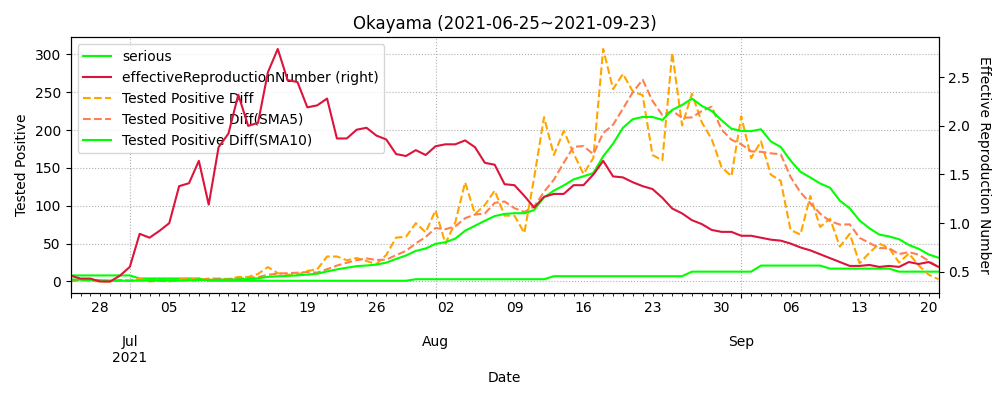 Okayama (2021-06-25~2021-09-23)
serious
effectiveReproductionNumber (right)
Tested Positive Diff
Tested Positive Diff(SMA5)
Tested Positive Diff(SMA10)
Tested Positive
300
250
200
150
100
50
0
Effective Reproduction Number
2.5
2.0
1.5
1.0
0.5
28 05 12 19 26 02 09 16 23 30 06 13 20
Jul Aug Sep
2021
Date